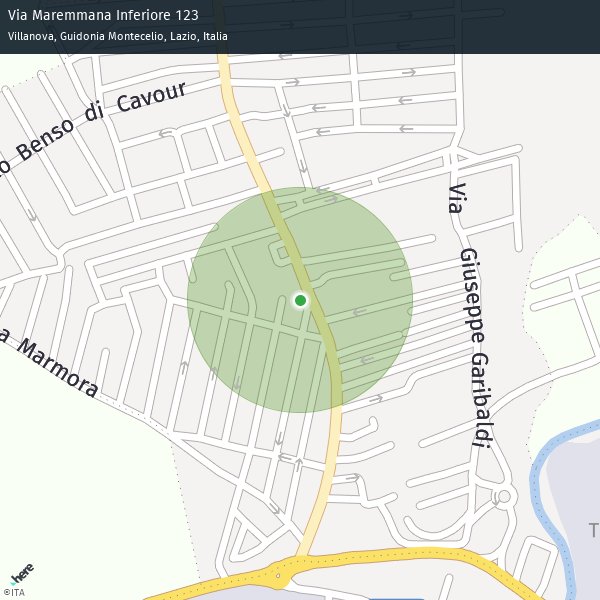 Via Maremmana Inferiore 123
Villanova, Guidonia Montecelio, Lazio, Italia
o Benso di Cavour
Via Giuseppe Garibaldi
a Marmora
T
here
©ITA